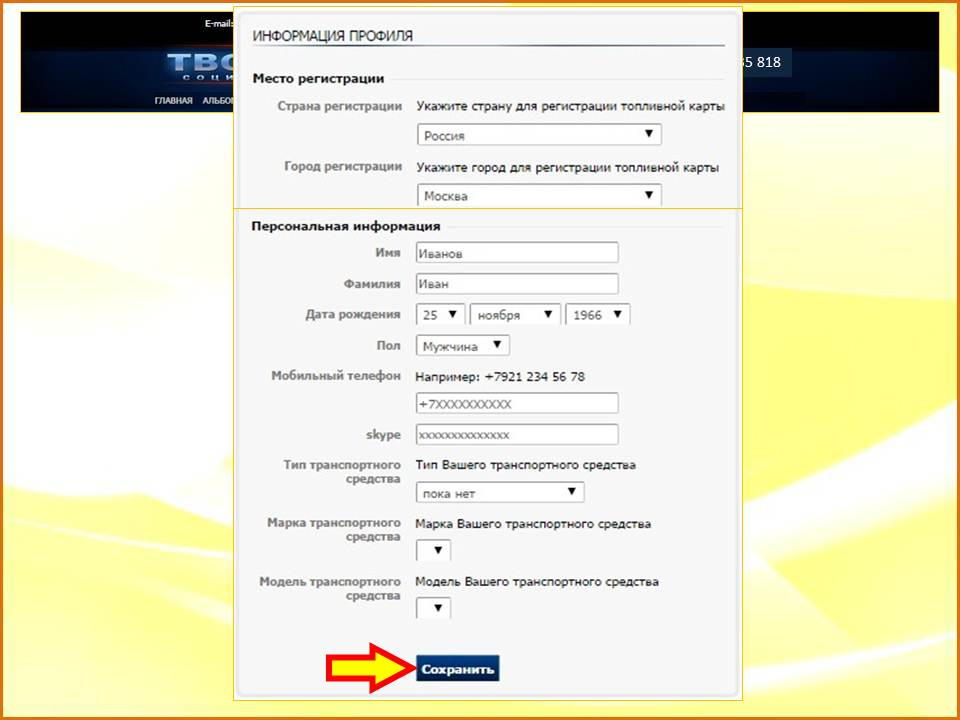 E-mail:
ТВО
СОЦИ
ГЛАВНАЯ АЛЬБО
35 818
ИНФОРМАЦИЯ ПРОФИЛЯ
Место регистрации
Страна регистрации Укажите страну для регистрации топливной карты
Россия
Город регистрации Укажите город для регистрации топливной карты
Москва
Персональная информация
Имя Иванов
Фамилия Иван
Дата рождения 25 ноября 1966
Пол Мужчина
Мобильный телефон Например: +7921 234 56 78
+7XXXXXXXXXX
skype xxxxxxxxxxxxxx
Тип транспортного Тип Вашего транспортного средства
средства
пока нет
Марка транспортного Марка Вашего транспортного средства
средства
Модель транспортного Модель Вашего транспортного средства
средства
Сохранить